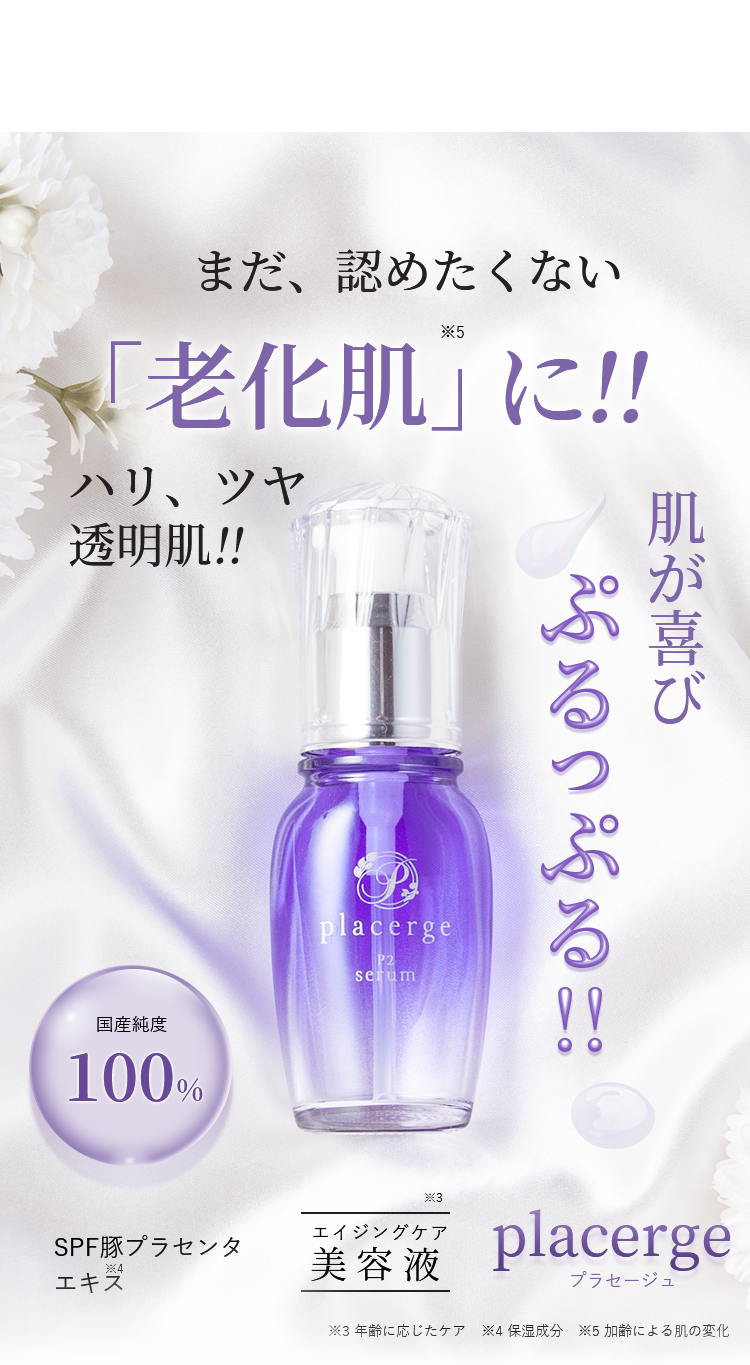 まだ、認めたくない
※5
「老化肌」に!!
ハリ、ツヤ
透明肌!!
肌が喜び
ぷるっぷる!!
P
placerge
P2
serum
国産純度
100%
SPF豚プラセンタ
エキス※4
※3
エイジングケア
美容液
placerge
プラセージュ
※3 年齢に応じたケア ※4 保湿成分 ※5 加齢による肌の変化